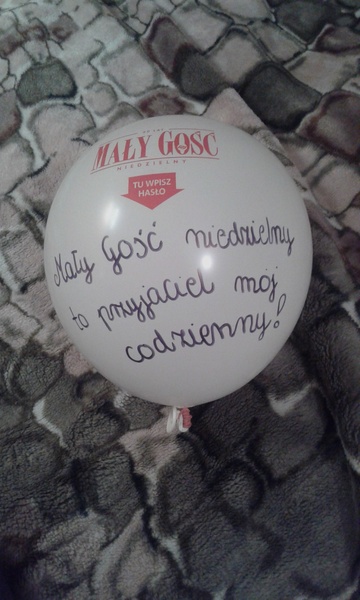 MAŁY GOŚĆ
NIEDZIELNY
TU WPISZ
HASŁO
Mały Gość niedzielny
to przyjaciel mój
codzienny!